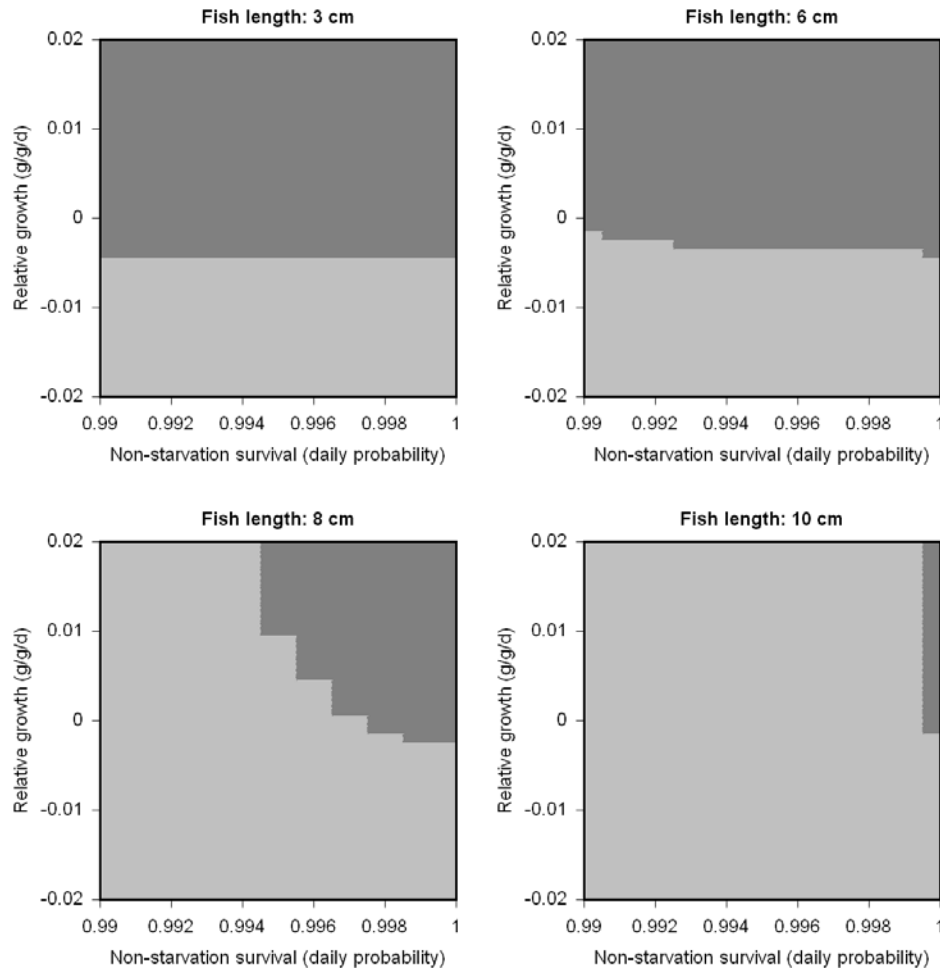 Fish length: 3 cm
Relative growth (g/g/d)
0.02
0.01
0
-0.01
-0.02
0.99 0.992 0.994 0.996 0.998 1
Non-starvation survival (daily probability)
Fish length: 6 cm
Relative growth (g/g/d)
0.02
0.01
0
-0.01
-0.02
0.99 0.992 0.994 0.996 0.998 1
Non-starvation survival (daily probability)
Fish length: 8 cm
Relative growth (g/g/d)
0.02
0.01
0
-0.01
-0.02
0.99 0.992 0.994 0.996 0.998 1
Non-starvation survival (daily probability)
Fish length: 10 cm
Relative growth (g/g/d)
0.02
0.01
0
-0.01
-0.02
0.99 0.992 0.994 0.996 0.998 1
Non-starvation survival (daily probability)